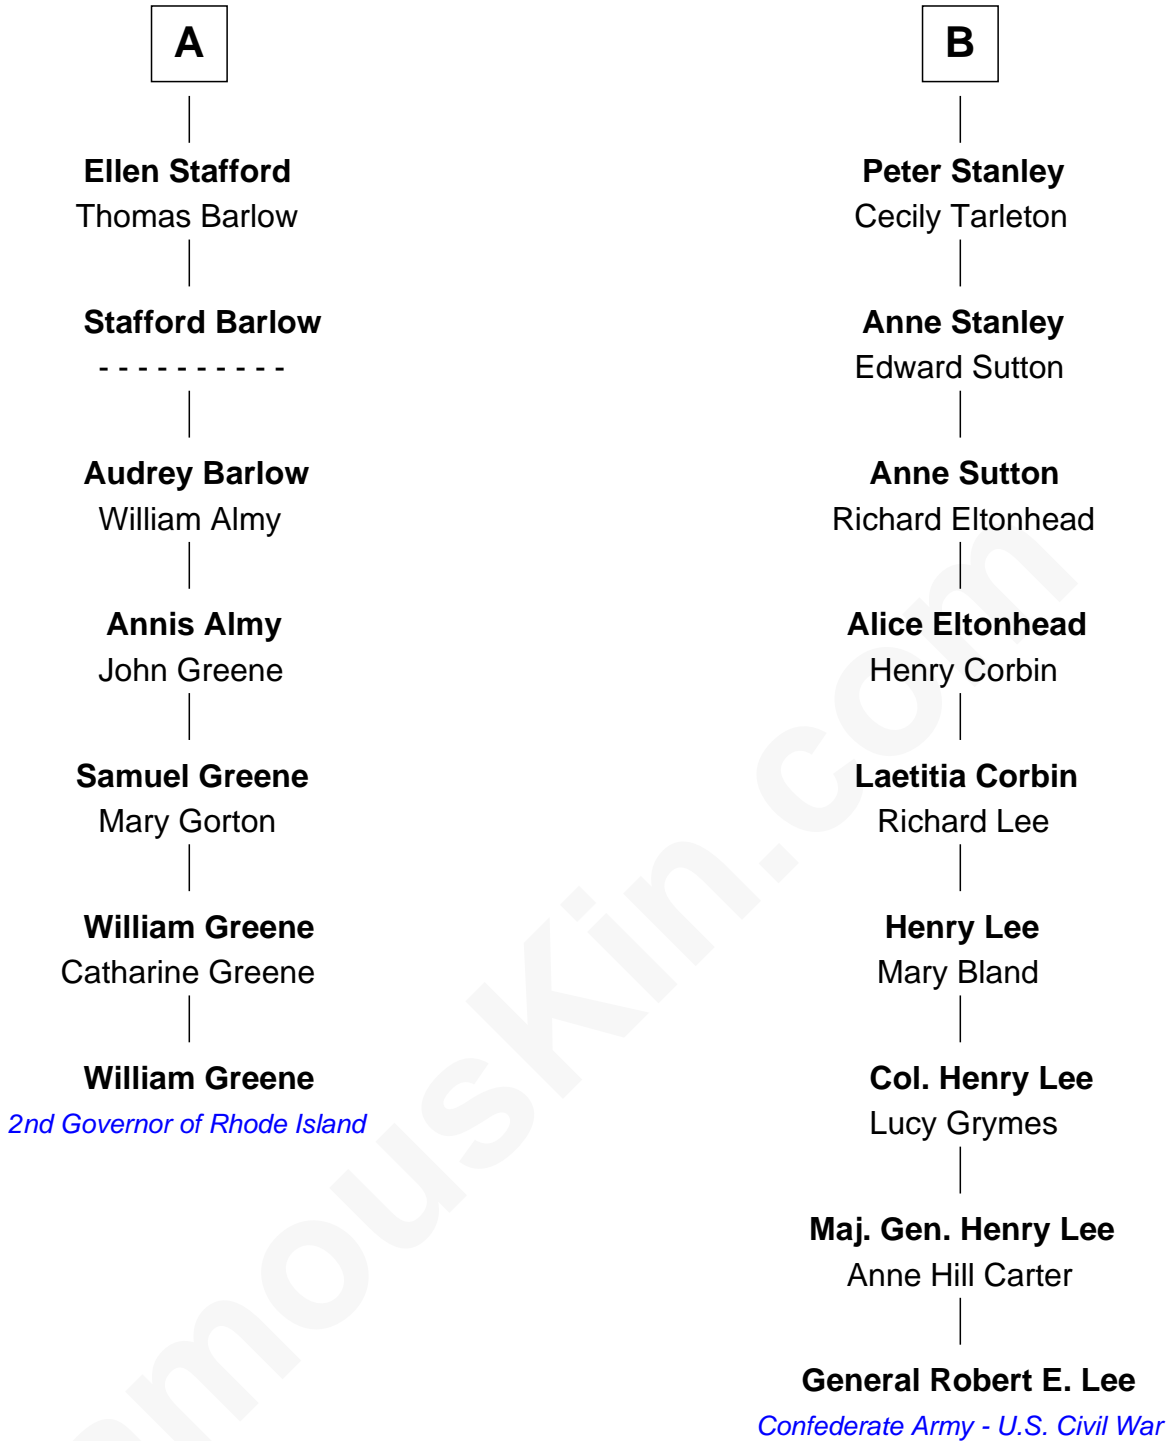 A
Ellen Stafford
Thomas Barlow
Stafford Barlow
- - - - - - - - - -
Audrey Barlow
William Almy
Annis Almy
John Greene
Samuel Greene
Mary Gorton
William Greene
Catharine Greene
William Greene
2nd Governor of Rhode Island
B
Peter Stanley
Cecily Tarleton
Anne Stanley
Edward Sutton
Anne Sutton
Richard Eltonhead
Alice Eltonhead
Henry Corbin
Laetitia Corbin
Richard Lee
Henry Lee
Mary Bland
Col. Henry Lee
Lucy Grymes
Maj. Gen. Henry Lee
Anne Hill Carter
General Robert E. Lee
Confederate Army - U.S. Civil War
amousKin.com